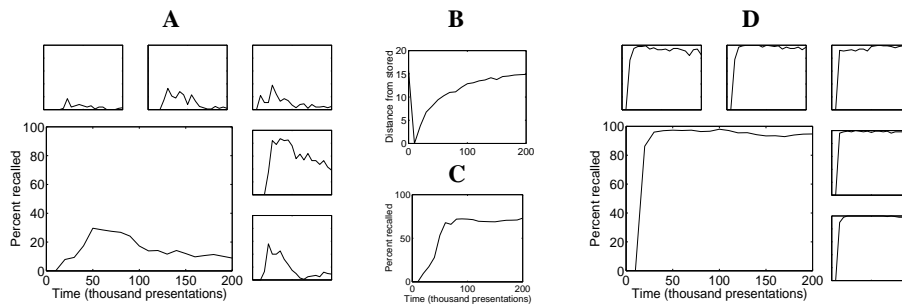 A
B
D
100
80
60
40
20
0
Percent recalled
0 50 100 150 200
Time (thousand presentations)
20
15
10
5
0
Distance from stored
0 100 200
C
100
50
0
Percent recalled
0 100 200
Time (thousand presentations)
100
80
60
40
20
0
Percent recalled
0 50 100 150 200
Time (thousand presentations)